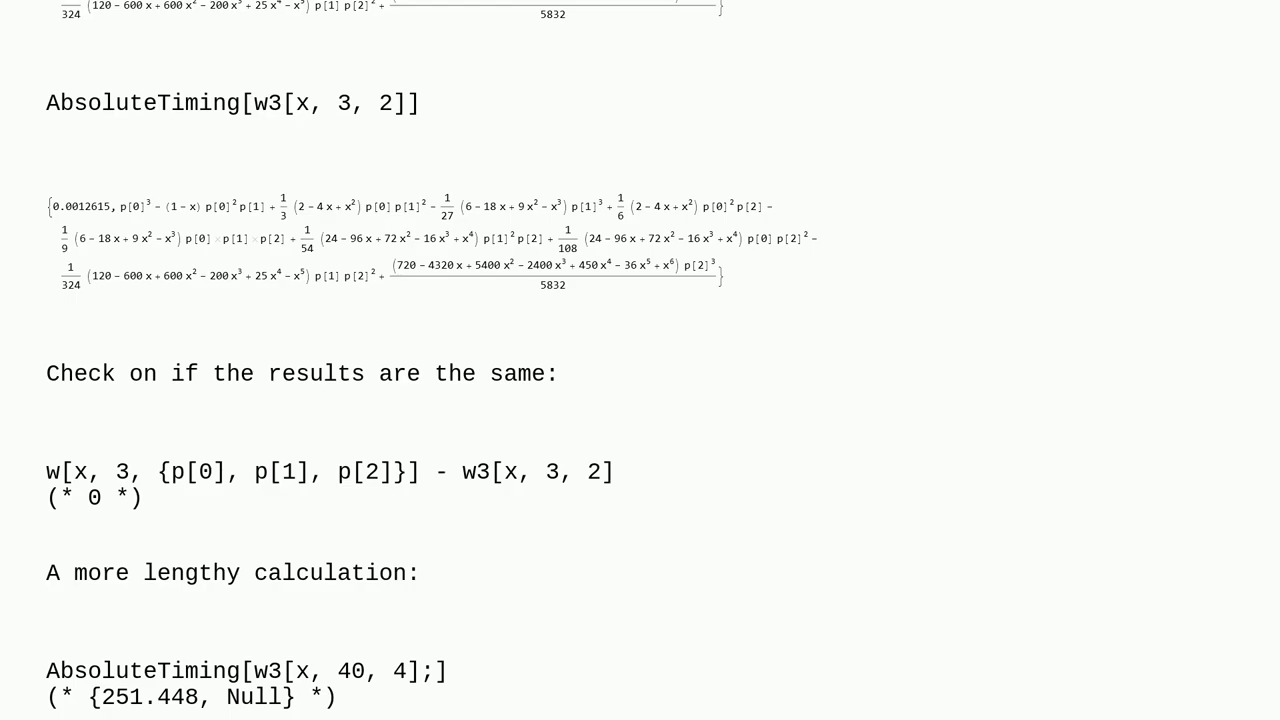 324 (120 − 600 x + 600 x² − 200 x³ + 25 x⁴ − x⁵) p[1] p[2]² + 5832 }
AbsoluteTiming[w3[x, 3, 2]]
{0.0012615, p[0]³ − (1 − x) p[0]² p[1] + 1/3 (2 − 4 x + x²) p[0] p[1]² − 1/27 (6 − 18 x + 9 x² − x³) p[1]³ + 1/6 (2 − 4 x + x²) p[0]² p[2] −
1/9 (6 − 18 x + 9 x² − x³) p[0] × p[1] × p[2] + 1/54 (24 − 96 x + 72 x² − 16 x³ + x⁴) p[1]² p[2] + 1/108 (24 − 96 x + 72 x² − 16 x³ + x⁴) p[0] p[2]² −
1/324 (120 − 600 x + 600 x² − 200 x³ + 25 x⁴ − x⁵) p[1] p[2]² + (720 − 4320 x + 5400 x² − 2400 x³ + 450 x⁴ − 36 x⁵ + x⁶) p[2]³/5832}
Check on if the results are the same:
w[x, 3, {p[0], p[1], p[2]}] - w3[x, 3, 2]
(* 0 *)
A more lengthy calculation:
AbsoluteTiming[w3[x, 40, 4];]
(* {251.448, Null} *)